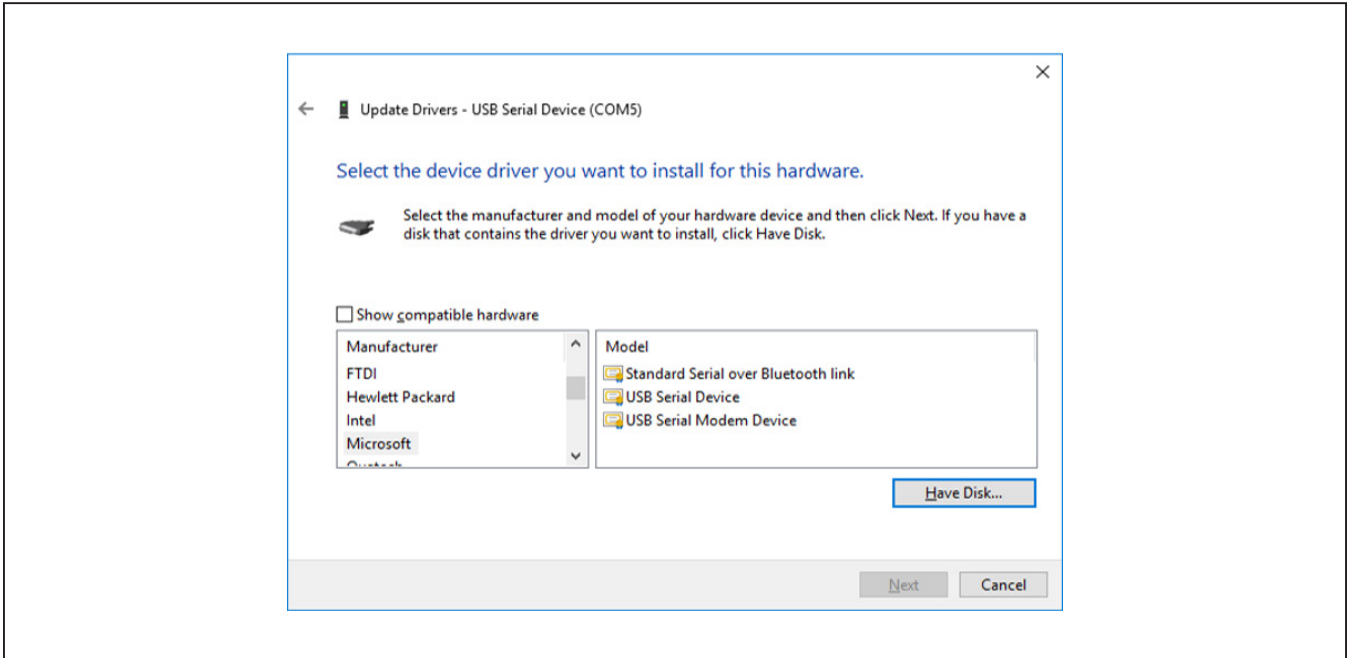 Update Drivers - USB Serial Device (COM5)
Select the device driver you want to install for this hardware.
Select the manufacturer and model of your hardware device and then click Next. If you have a
disk that contains the driver you want to install, click Have Disk.
Show compatible hardware
Manufacturer
FTDI
Hewlett Packard
Intel
Microsoft
Model
Standard Serial over Bluetooth link
USB Serial Device
USB Serial Modem Device
Have Disk...
Next
Cancel